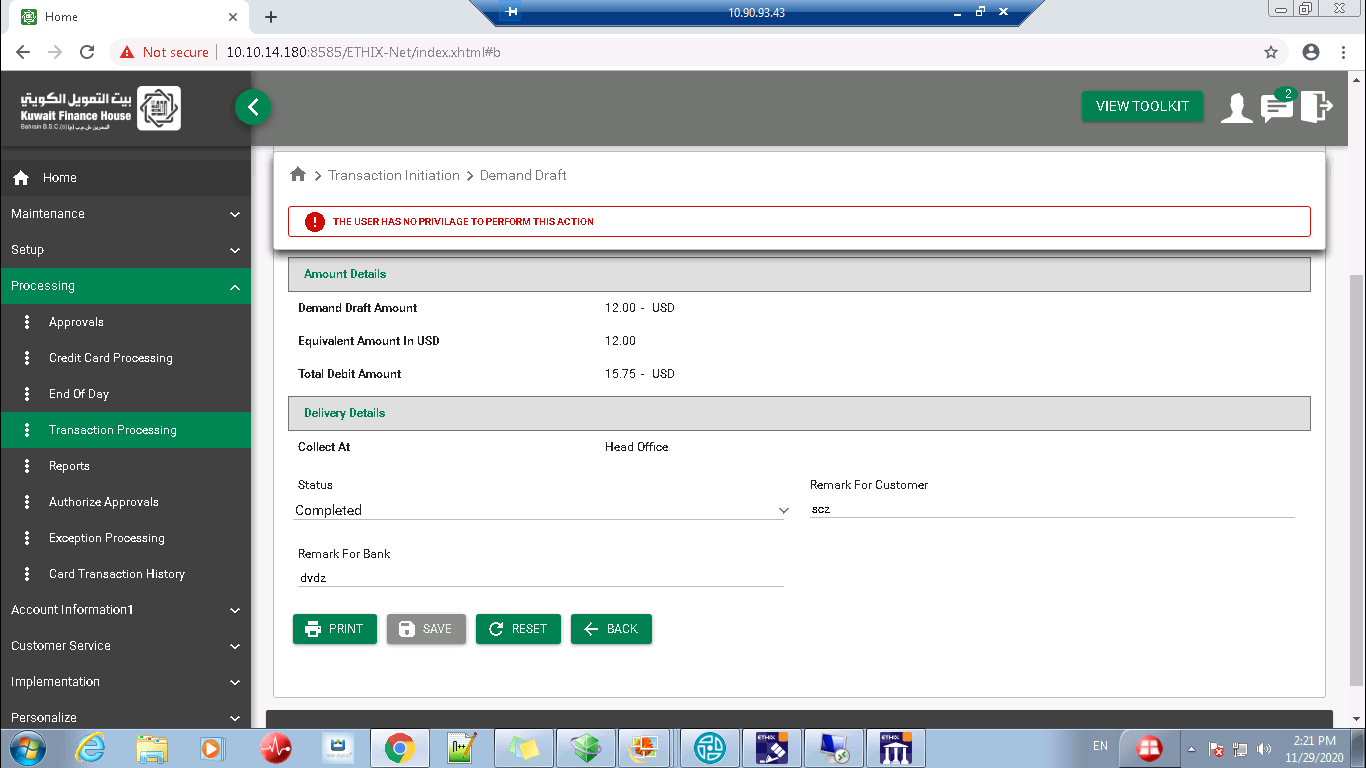 Home
10.90.93.43
Not secure
10.10.14.180:8585/ETHIX-Net/index.xhtml#b
بيت التمويل الكويتي
Kuwait Finance House
VIEW TOOLKIT
2
Home
Maintenance
Setup
Processing
Approvals
Credit Card Processing
End Of Day
Transaction Processing
Reports
Authorize Approvals
Exception Processing
Card Transaction History
Account Information1
Customer Service
Implementation
Personalize
Transaction Initiation
Demand Draft
THE USER HAS NO PRIVILAGE TO PERFORM THIS ACTION
Amount Details
Demand Draft Amount 12.00 - USD
Equivalent Amount In USD 12.00
Total Debit Amount 15.75 - USD
Delivery Details
Collect At Head Office
Status Remark For Customer
Completed scz
Remark For Bank
dvdz
PRINT SAVE RESET BACK
ETHIX
ETHIX
EN
2:21 PM
11/29/2020